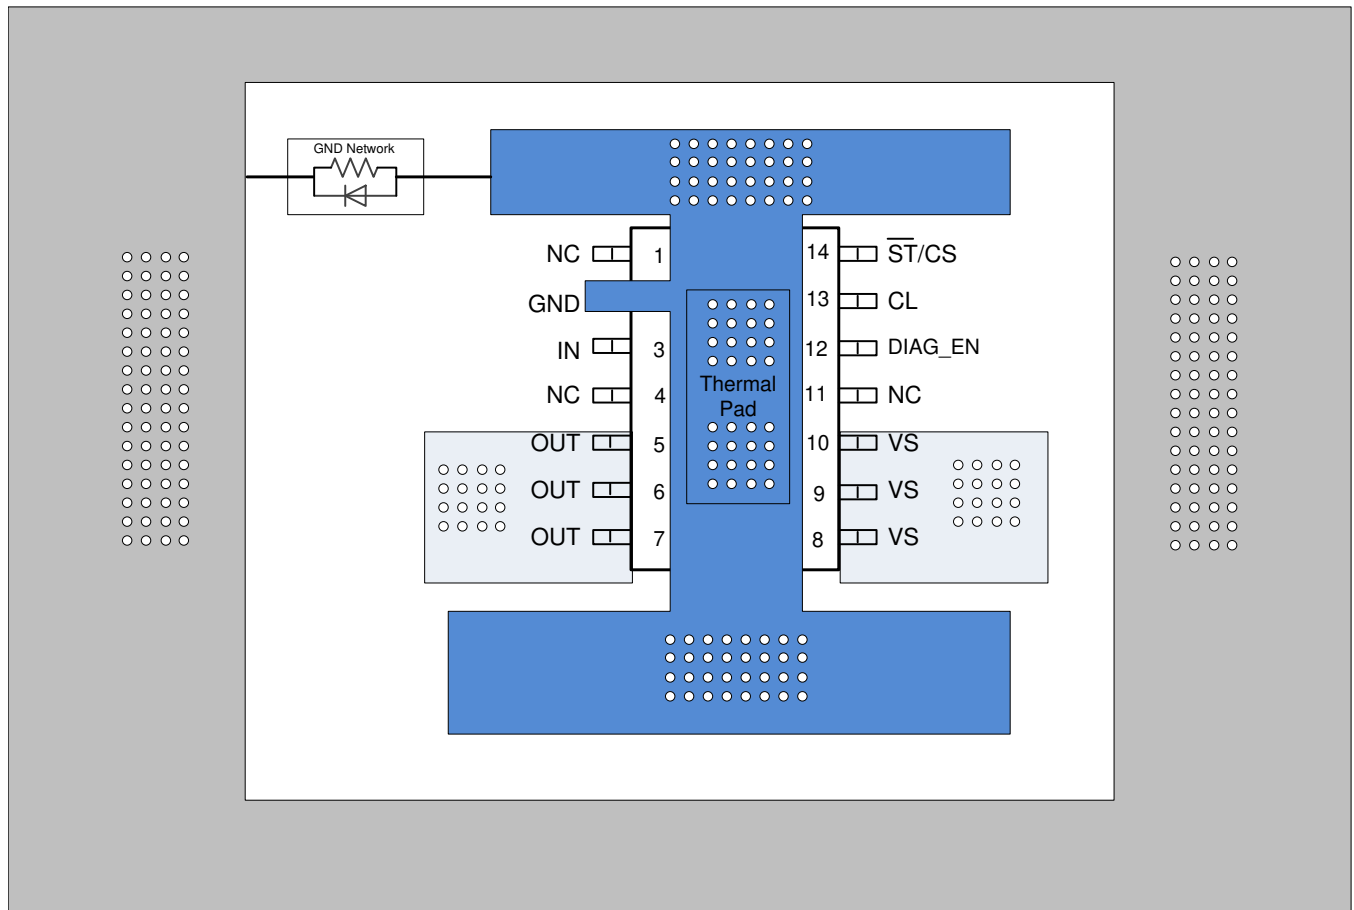 GND Network
NC 1 14 ST/CS
GND 13 CL
IN 3 12 DIAG_EN
NC 4 Thermal 11 NC
Pad
OUT 5 10 VS
OUT 6 9 VS
OUT 7 8 VS